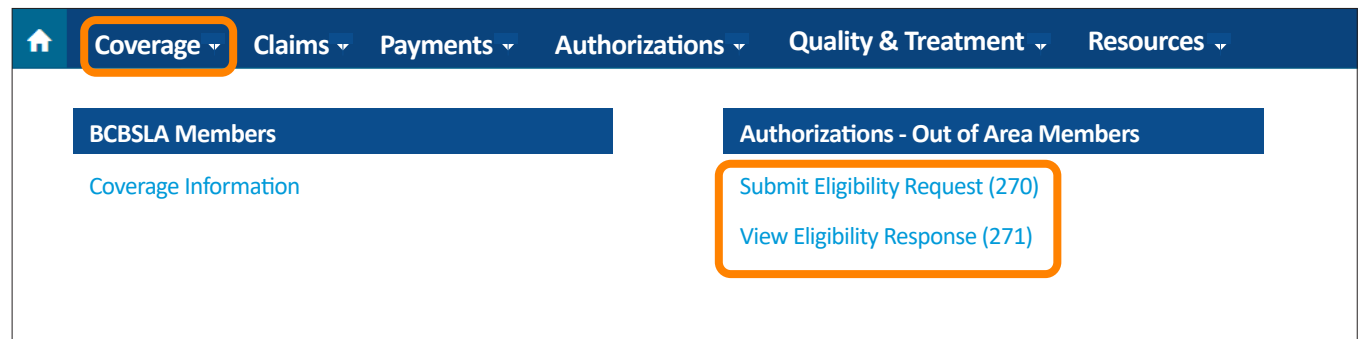 Coverage Claims Payments Authorizations Quality & Treatment Resources
BCBSLA Members
Coverage Information
Authorizations - Out of Area Members
Submit Eligibility Request (270)
View Eligibility Response (271)